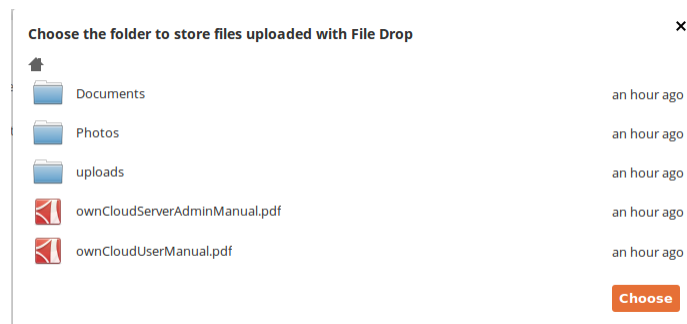 Choose the folder to store files uploaded with File Drop
Documents an hour ago
Photos an hour ago
uploads an hour ago
ownCloudServerAdminManual.pdf an hour ago
ownCloudUserManual.pdf an hour ago
Choose